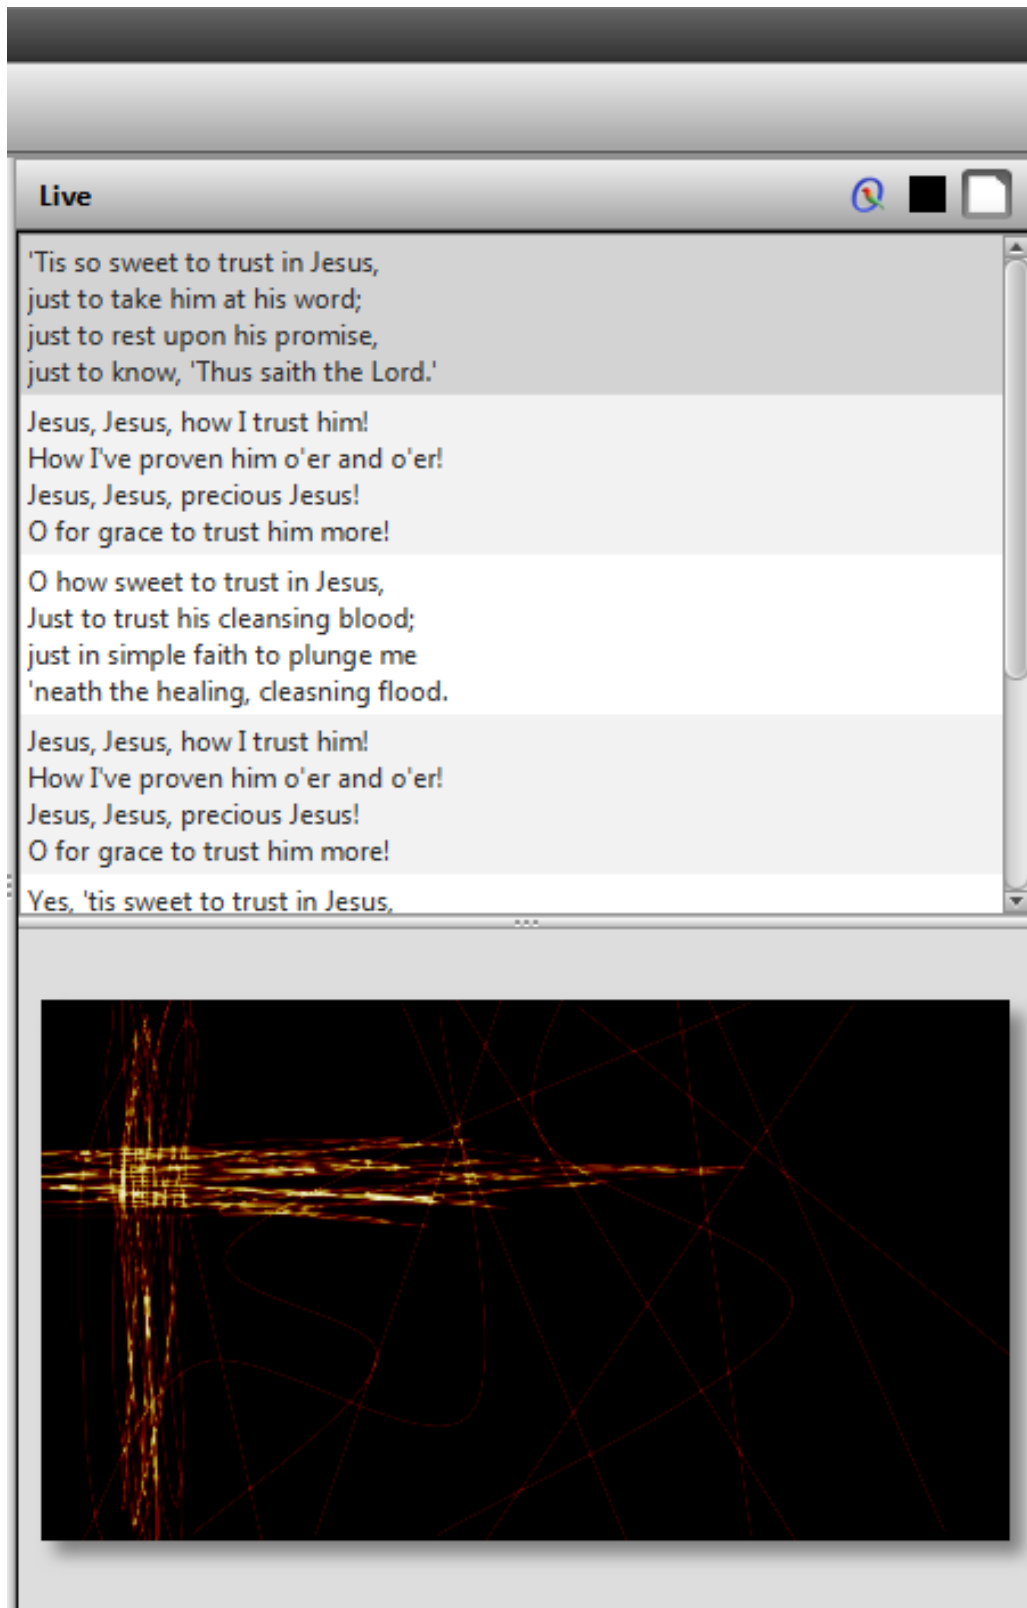 Live
'Tis so sweet to trust in Jesus,
just to take him at his word;
just to rest upon his promise,
just to know, 'Thus saith the Lord.'
Jesus, Jesus, how I trust him!
How I've proven him o'er and o'er!
Jesus, Jesus, precious Jesus!
O for grace to trust him more!
O how sweet to trust in Jesus,
Just to trust his cleansing blood;
just in simple faith to plunge me
'neath the healing, cleasning flood.
Jesus, Jesus, how I trust him!
How I've proven him o'er and o'er!
Jesus, Jesus, precious Jesus!
O for grace to trust him more!
Yes, 'tis sweet to trust in Jesus,